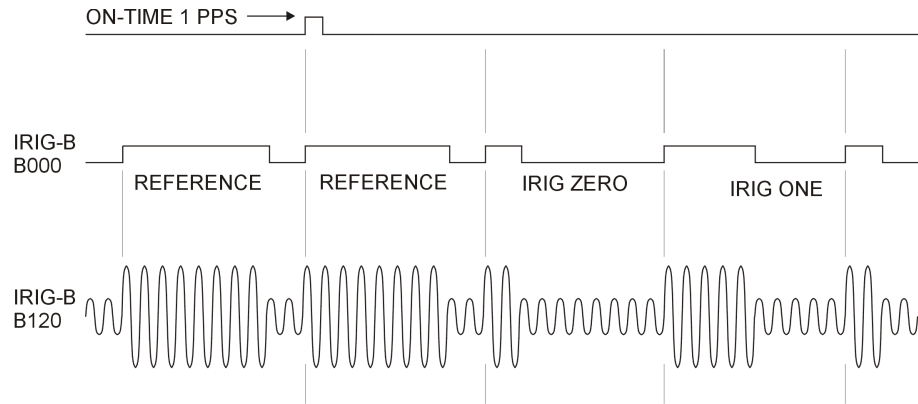 ON-TIME 1 PPS
IRIG-B
B000
REFERENCE
REFERENCE
IRIG ZERO
IRIG ONE
IRIG-B
B120